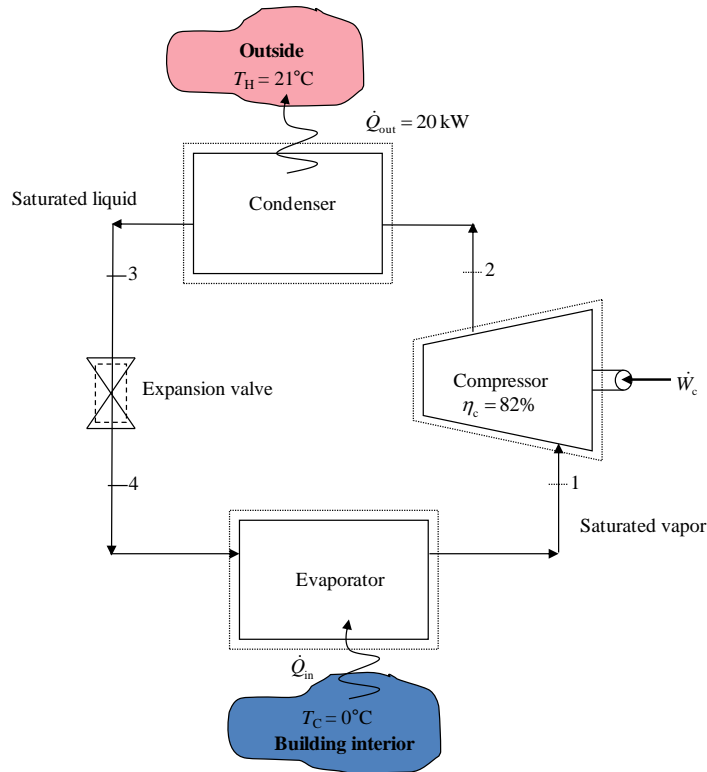 Outside
T_H = 21°C
Q̇_out = 20 kW
Saturated liquid
Condenser
3
2
Expansion valve
Compressor
η_c = 82%
Ẇ_c
4
1
Saturated vapor
Evaporator
Q̇_in
T_C = 0°C
Building interior